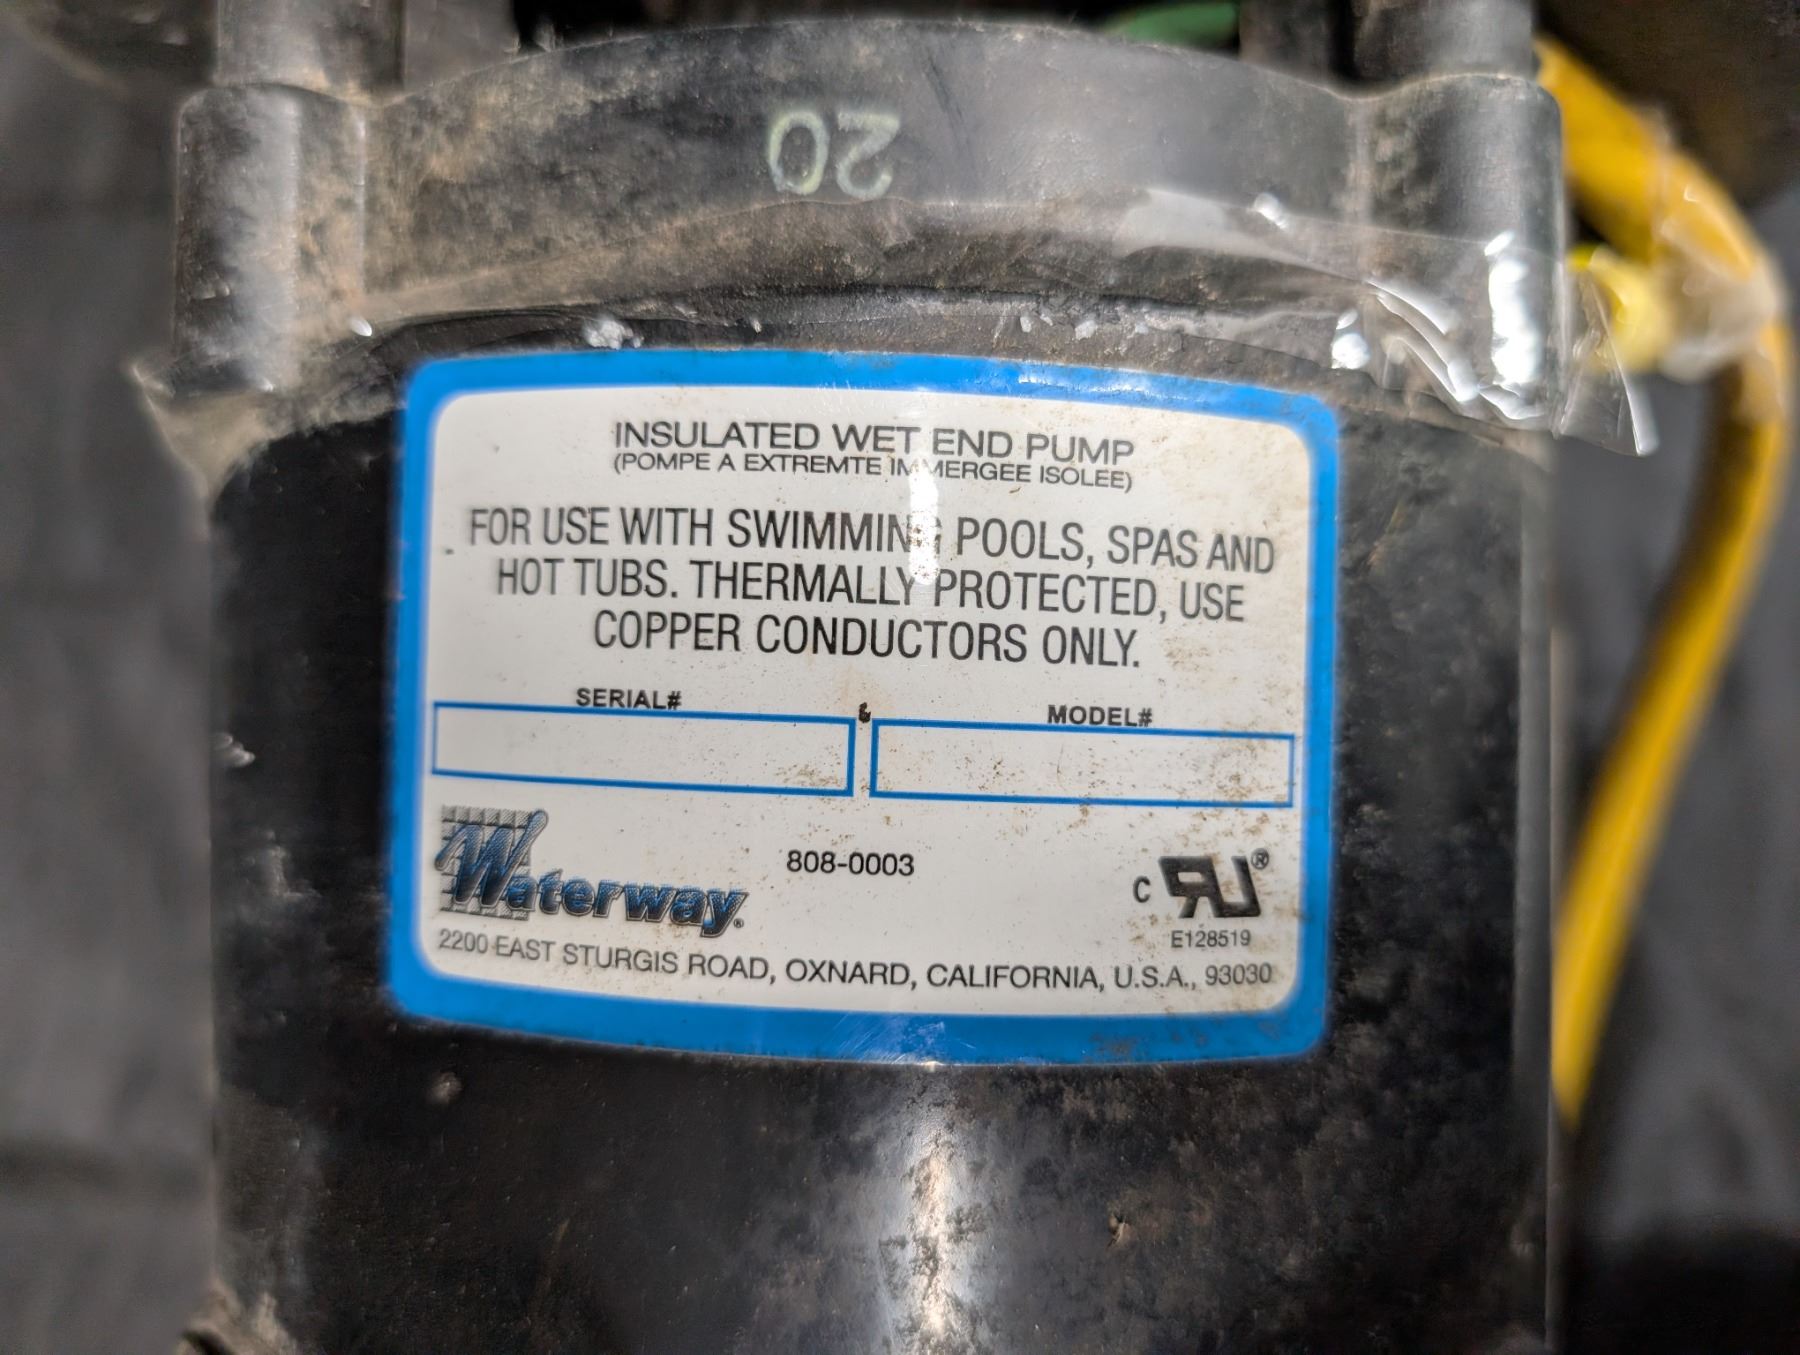 20
INSULATED WET END PUMP
(POMPE A EXTREMTE IMMERGEE ISOLEE)
FOR USE WITH SWIMMING POOLS, SPAS AND
HOT TUBS. THERMALLY PROTECTED, USE
COPPER CONDUCTORS ONLY.
SERIAL# & MODEL#
Waterway® 808-0003 C RU®
E128519
2200 EAST STURGIS ROAD, OXNARD, CALIFORNIA, U.S.A., 93030